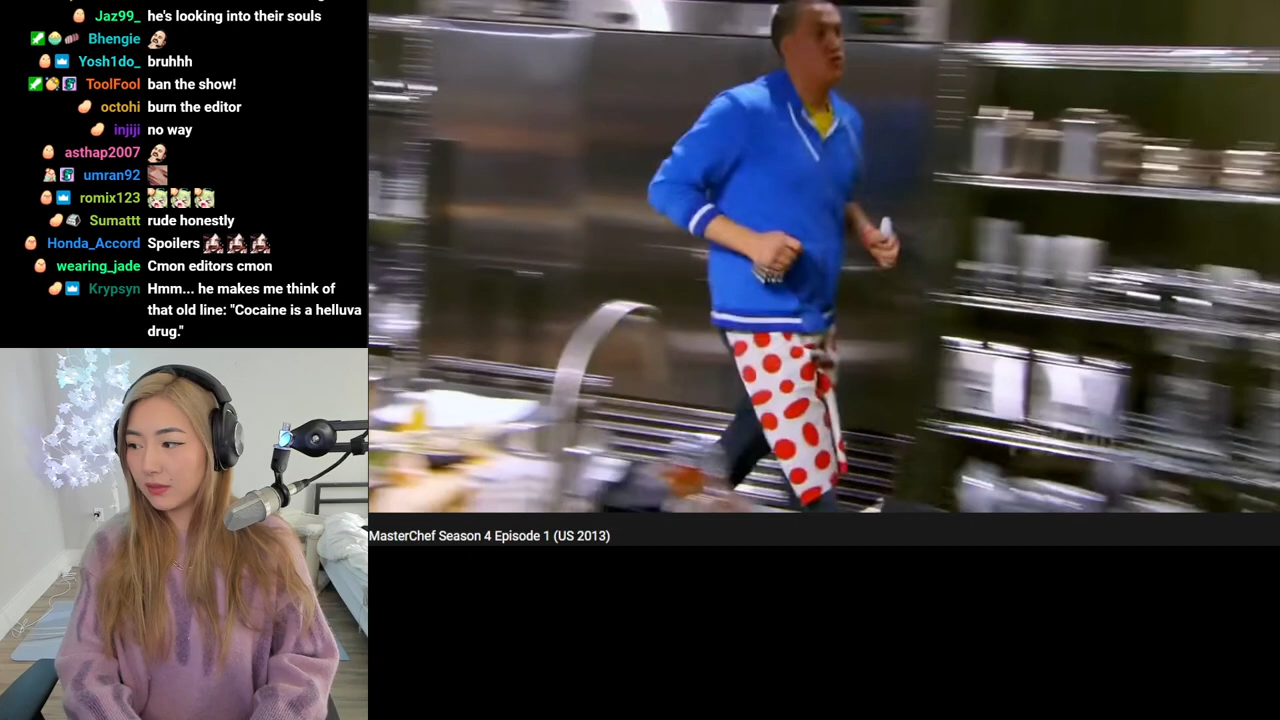 Jaz99_ he's looking into their souls
Bhengie
Yosh1do_ bruhhh
ToolFool ban the show!
octohi burn the editor
injiji no way
asthap2007
umran92
romix123
Sumattt rude honestly
Honda_Accord Spoilers
wearing_jade Cmon editors cmon
Krypsyn Hmm... he makes me think of
that old line: "Cocaine is a helluva
drug."
MasterChef Season 4 Episode 1 (US 2013)